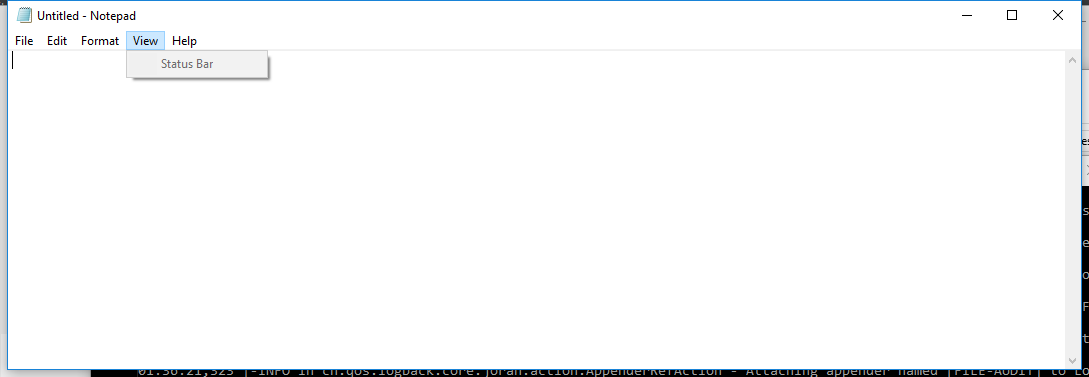 Untitled - Notepad
File Edit Format View Help
Status Bar
es
s
e
o
F
t
01:36:21,323 |-INFO in ch.qos.logback.core.joran.action.AppenderRefAction - Attaching appender named [FILE-AUDIT] to Lo